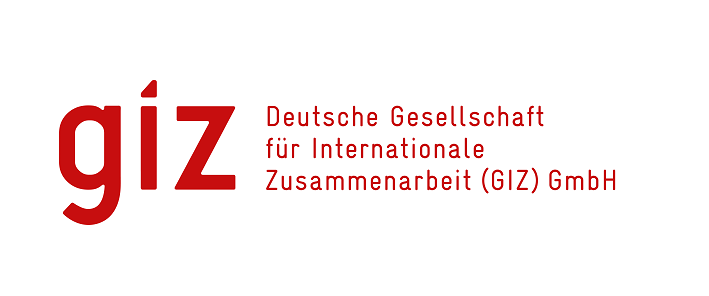 giz
Deutsche Gesellschaft
für Internationale
Zusammenarbeit (GIZ) GmbH